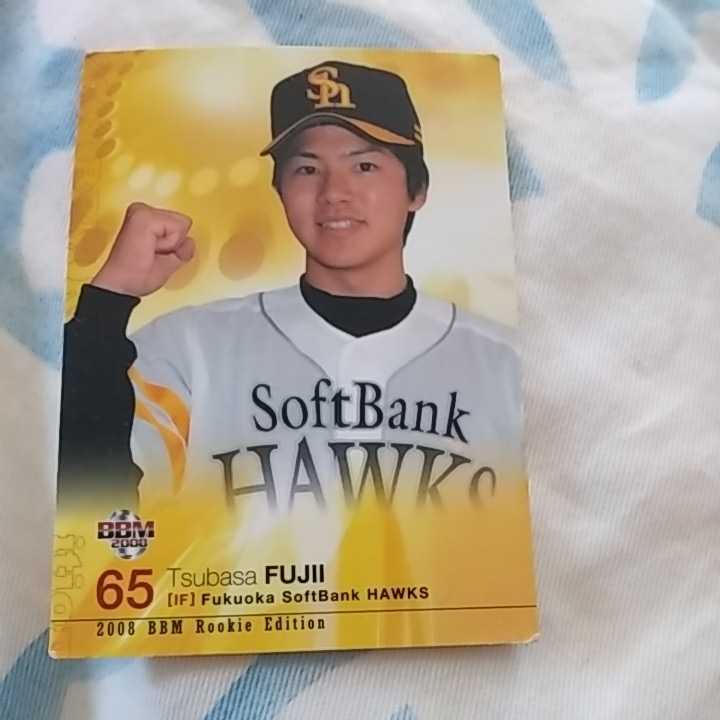 Sh
SoftBank
HAWKS
BBM
2008
65 Tsubasa FUJII
[IF] Fukuoka SoftBank HAWKS
2008 BBM Rookie Edition